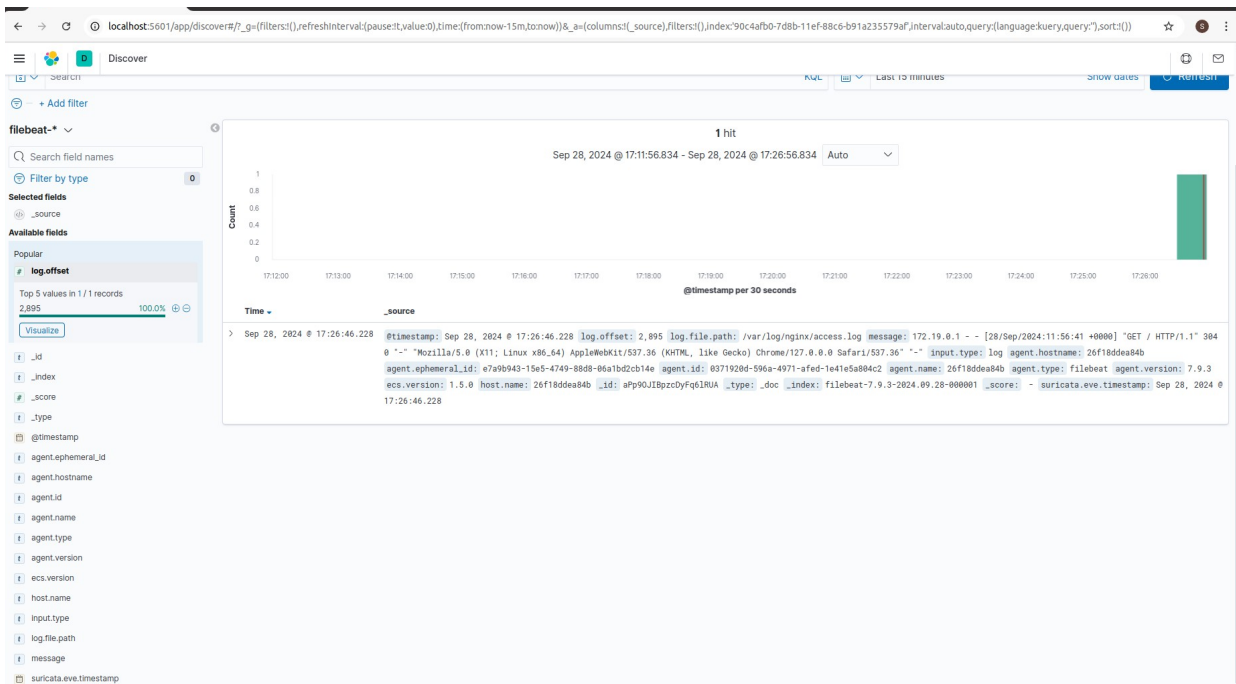 localhost:5601/app/discover#/?_g=(filters:!(),refreshInterval:(pause:!t,value:0),time:(from:now-15m,to:now))&_a=(columns:!(_source),filters:!(),index:'90c4afb0-7d8b-11ef-88c6-b91a235579af',interval:auto,query:(language:kuery,query:''),sort:!())
S
D Discover
Search KQL Last 15 minutes Show dates Refresh
+ Add filter
filebeat-*
Search field names
Filter by type 0
Selected fields
_source
Available fields
Popular
# log.offset
Top 5 values in 1 / 1 records
2,895 100.0%
Visualize
t _id
t _index
# _score
t _type
@timestamp
t agent.ephemeral_id
t agent.hostname
t agent.id
t agent.name
t agent.type
t agent.version
t ecs.version
t host.name
t input.type
t log.file.path
t message
suricata.eve.timestamp
1 hit
Sep 28, 2024 @ 17:11:56.834 - Sep 28, 2024 @ 17:26:56.834 Auto
Count
1
0.8
0.6
0.4
0.2
0
17:12:00 17:13:00 17:14:00 17:15:00 17:16:00 17:17:00 17:18:00 17:19:00 17:20:00 17:21:00 17:22:00 17:23:00 17:24:00 17:25:00 17:26:00
@timestamp per 30 seconds
Time _source
Sep 28, 2024 @ 17:26:46.228 @timestamp: Sep 28, 2024 @ 17:26:46.228 log.offset: 2,895 log.file.path: /var/log/nginx/access.log message: 172.19.0.1 - - [28/Sep/2024:11:56:41 +0000] "GET / HTTP/1.1" 304
0 "-" "Mozilla/5.0 (X11; Linux x86_64) AppleWebKit/537.36 (KHTML, like Gecko) Chrome/127.0.0.0 Safari/537.36" "-" input.type: log agent.hostname: 26f18ddea84b
agent.ephemeral_id: e7a9b943-15e5-4749-88d8-06a1bd2cb14e agent.id: 0371920d-596a-4971-afed-1e41e5a804c2 agent.name: 26f18ddea84b agent.type: filebeat agent.version: 7.9.3
ecs.version: 1.5.0 host.name: 26f18ddea84b _id: aPp9OJIBpzcDyFq6lRUA _type: _doc _index: filebeat-7.9.3-2024.09.28-000001 _score: - suricata.eve.timestamp: Sep 28, 2024 @
17:26:46.228